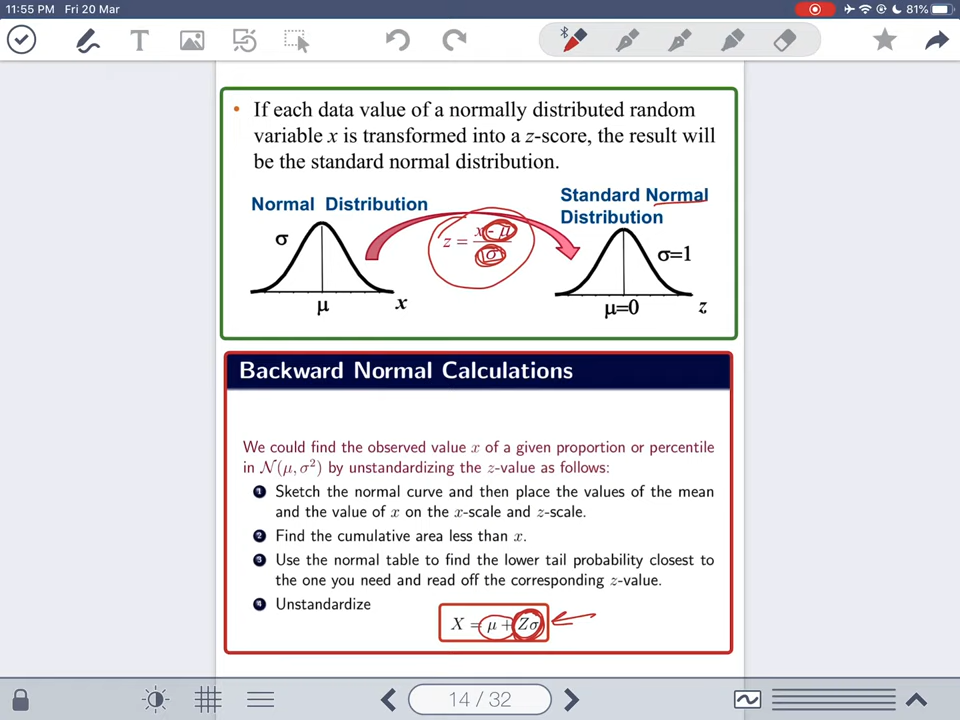 11:55 PM Fri 20 Mar
81%
T
• If each data value of a normally distributed random
variable x is transformed into a z-score, the result will
be the standard normal distribution.
Normal Distribution
Standard Normal
Distribution
σ
z = x - μ / σ
σ=1
μ
x
μ=0
z
Backward Normal Calculations
We could find the observed value x of a given proportion or percentile
in N(μ, σ²) by unstandardizing the z-value as follows:
1 Sketch the normal curve and then place the values of the mean
and the value of x on the x-scale and z-scale.
2 Find the cumulative area less than x.
3 Use the normal table to find the lower tail probability closest to
the one you need and read off the corresponding z-value.
4 Unstandardize
X = μ + Zσ
14 / 32